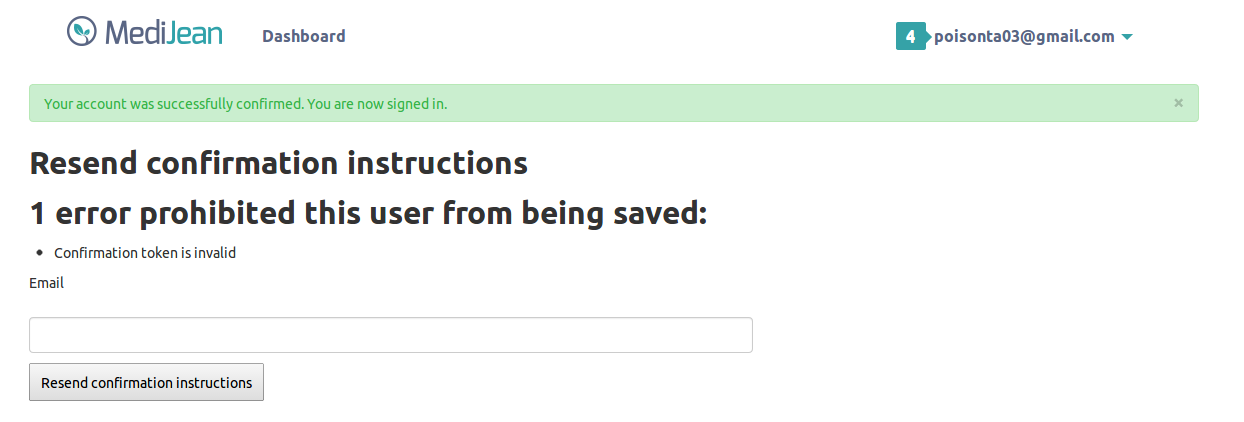 MediJean Dashboard 4 poisonta03@gmail.com
Your account was successfully confirmed. You are now signed in. ×
Resend confirmation instructions
1 error prohibited this user from being saved:
• Confirmation token is invalid
Email
Resend confirmation instructions